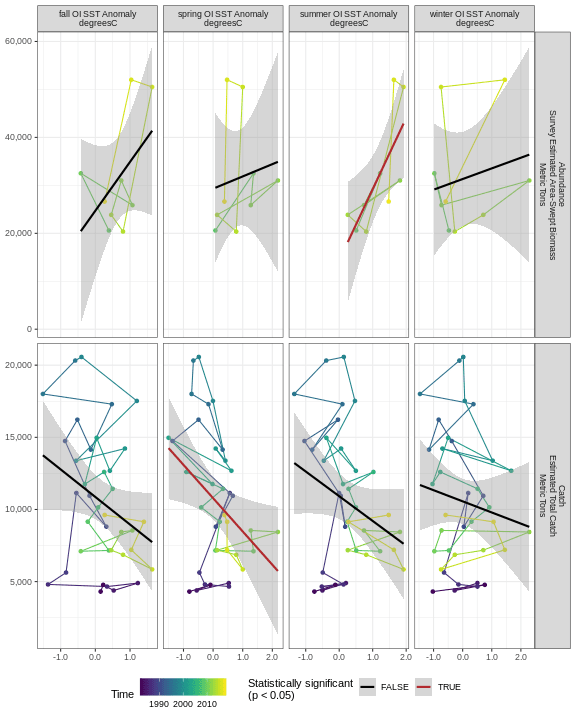 fall OI SST Anomaly
degreesC
spring OI SST Anomaly
degreesC
summer OI SST Anomaly
degreesC
winter OI SST Anomaly
degreesC
60,000
40,000
20,000
0
Abundance
Survey Estimated Area-Swept Biomass
Metric Tons
20,000
15,000
10,000
5,000
Catch
Estimated Total Catch
Metric Tons
-1.0 0.0 1.0 -1.0 0.0 1.0 2.0 -1.0 0.0 1.0 2.0 -1.0 0.0 1.0 2.0
Time
1990 2000 2010
Statistically significant
(p < 0.05)
FALSE
TRUE